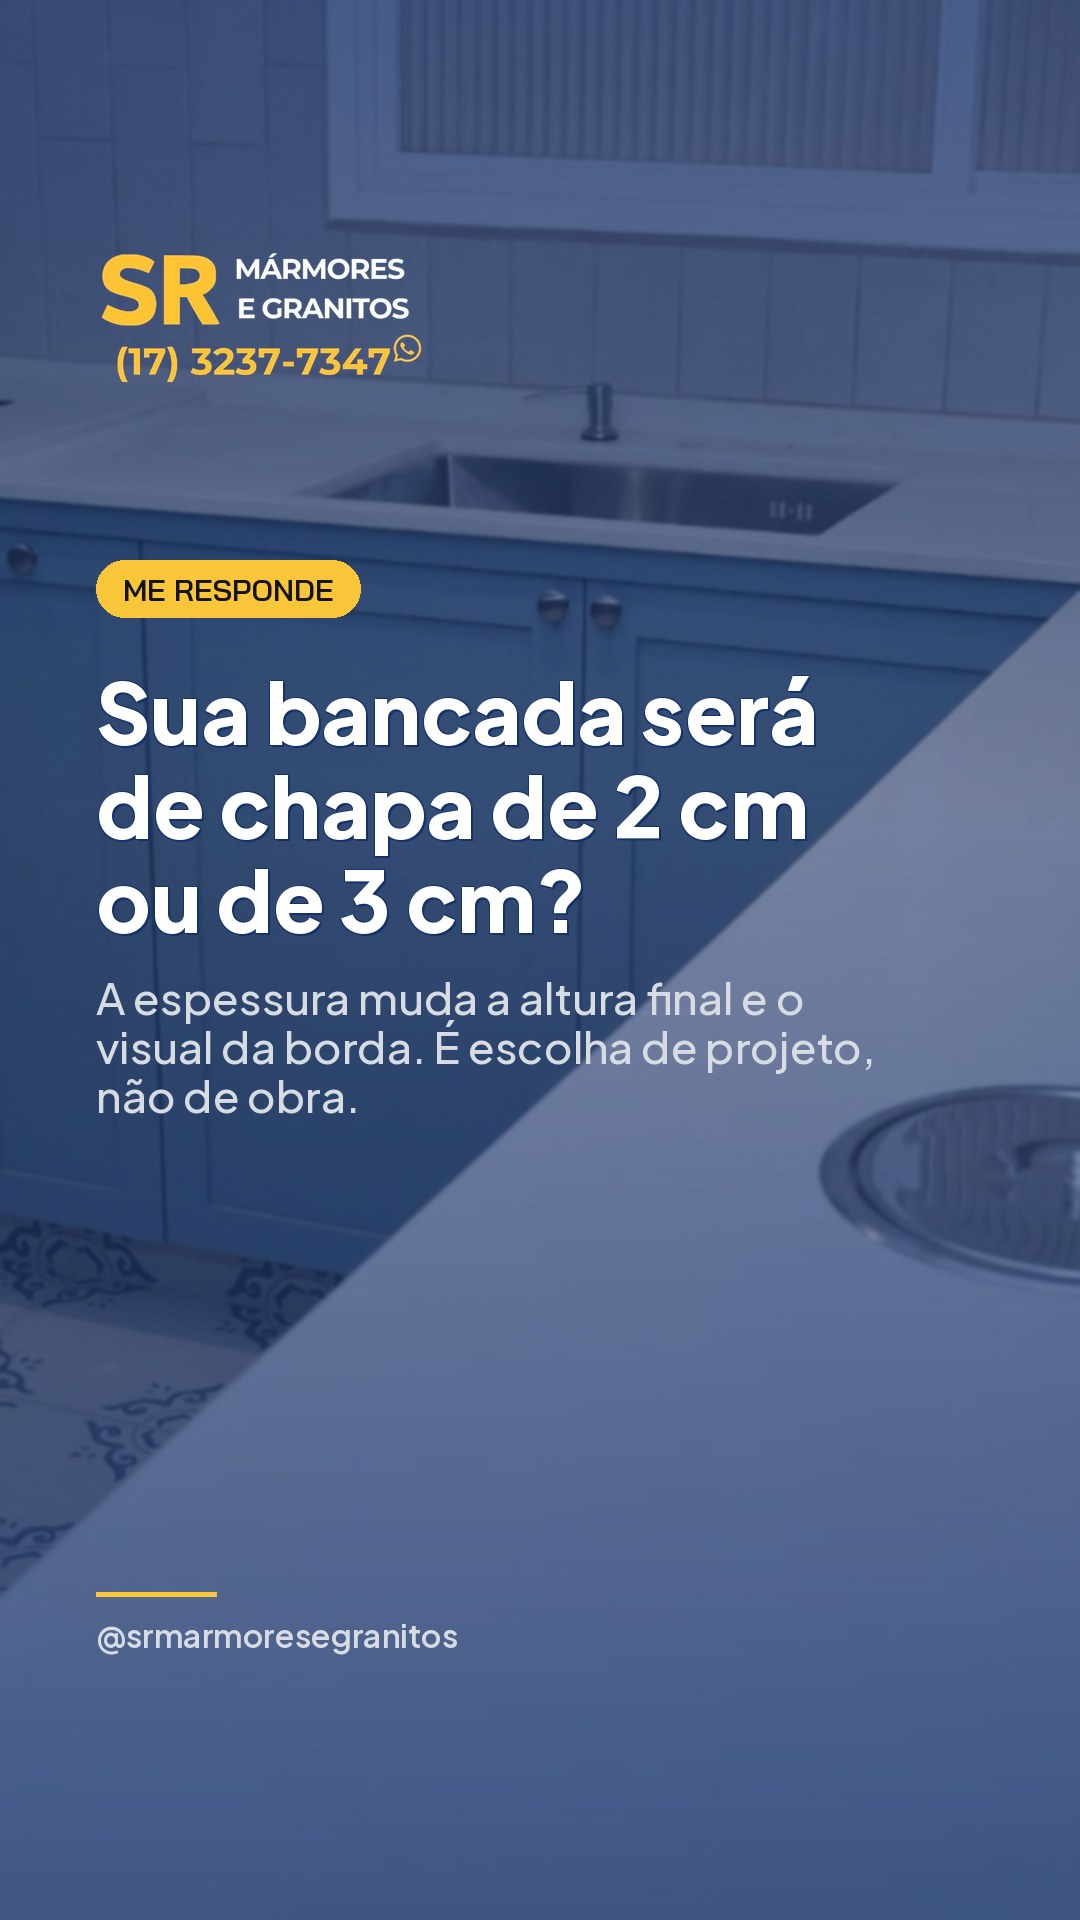 SR MÁRMORES
E GRANITOS
(17) 3237-7347
ME RESPONDE
Sua bancada será
de chapa de 2 cm
ou de 3 cm?
A espessura muda a altura final e o
visual da borda. É escolha de projeto,
não de obra.
@srmarmoresegranitos